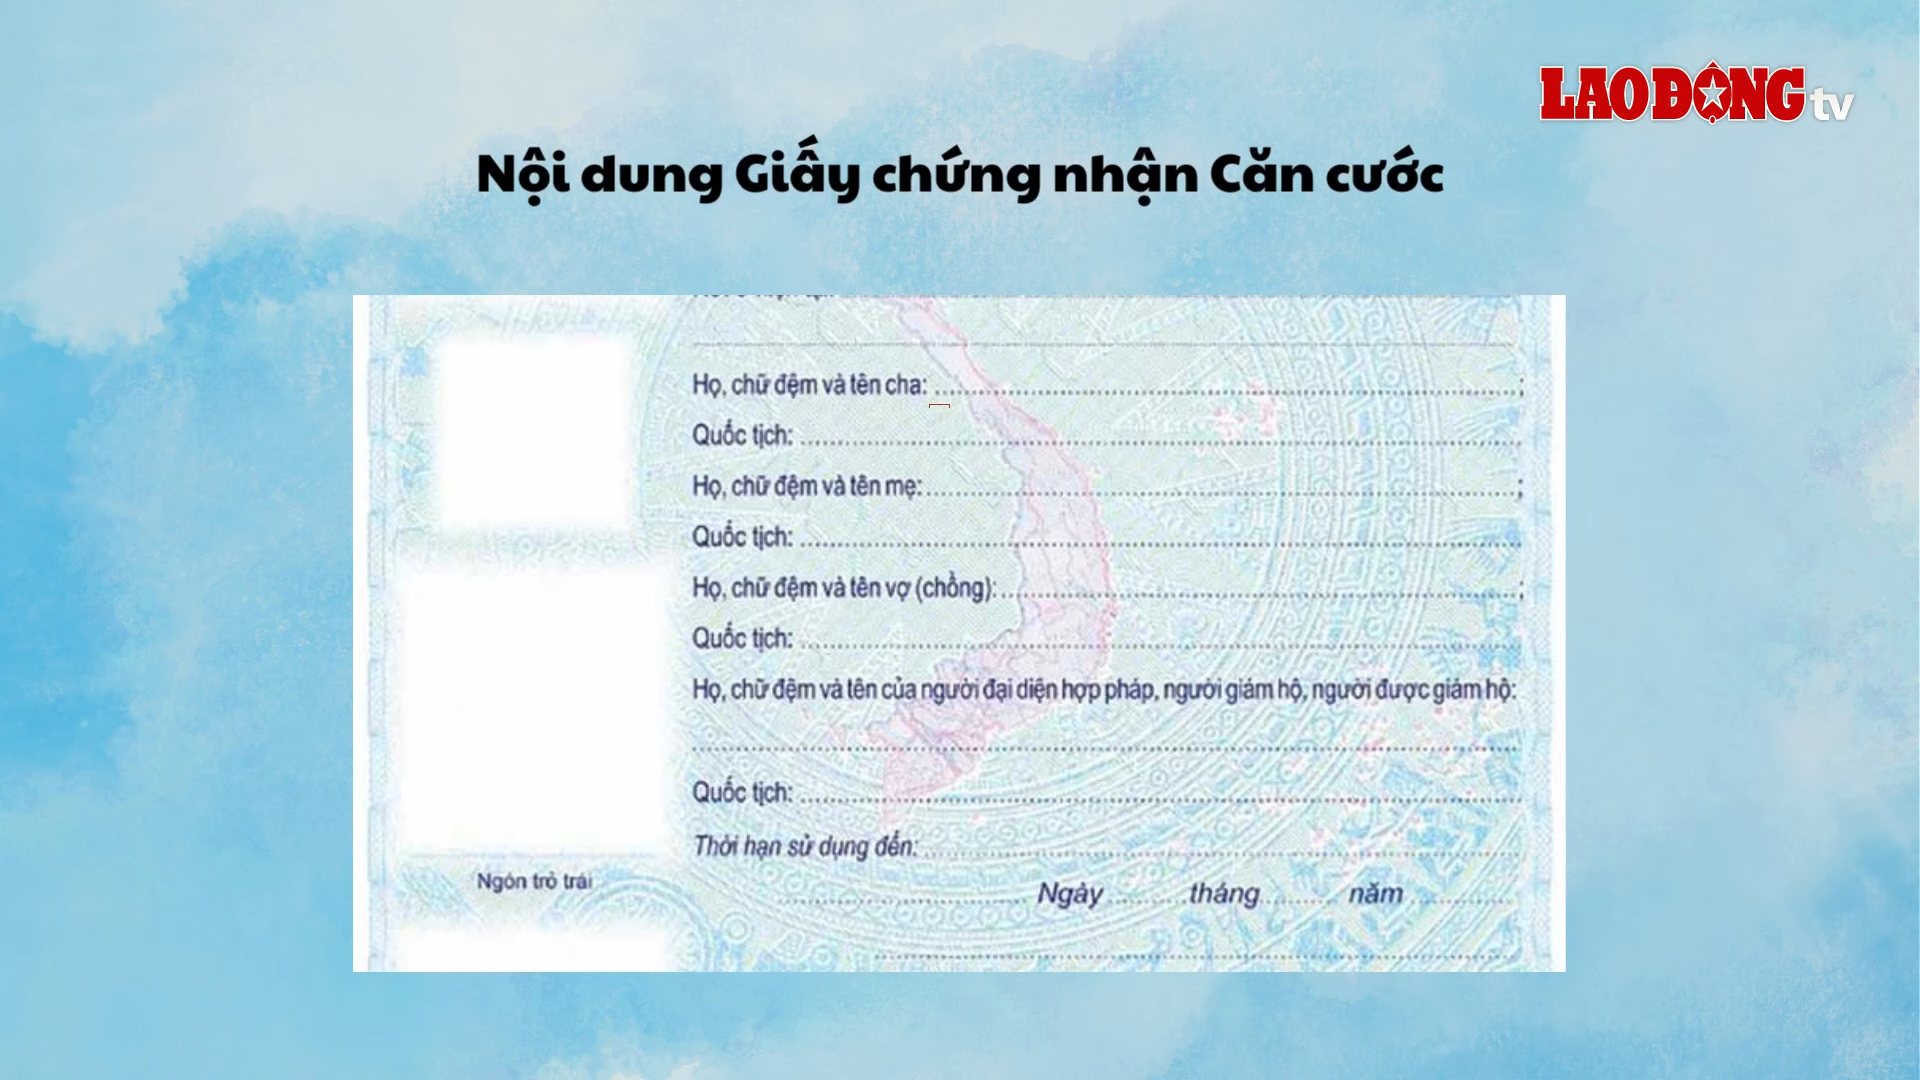 LAO ĐỘNG tv
Nội dung Giấy chứng nhận Căn cước
Họ, chữ đệm và tên cha: ;
Quốc tịch:
Họ, chữ đệm và tên mẹ: ;
Quốc tịch:
Họ, chữ đệm và tên vợ (chồng): ;
Quốc tịch:
Họ, chữ đệm và tên của người đại diện hợp pháp, người giám hộ, người được giám hộ:
Quốc tịch:
Thời hạn sử dụng đến:
Ngón trỏ trái
Ngày tháng năm